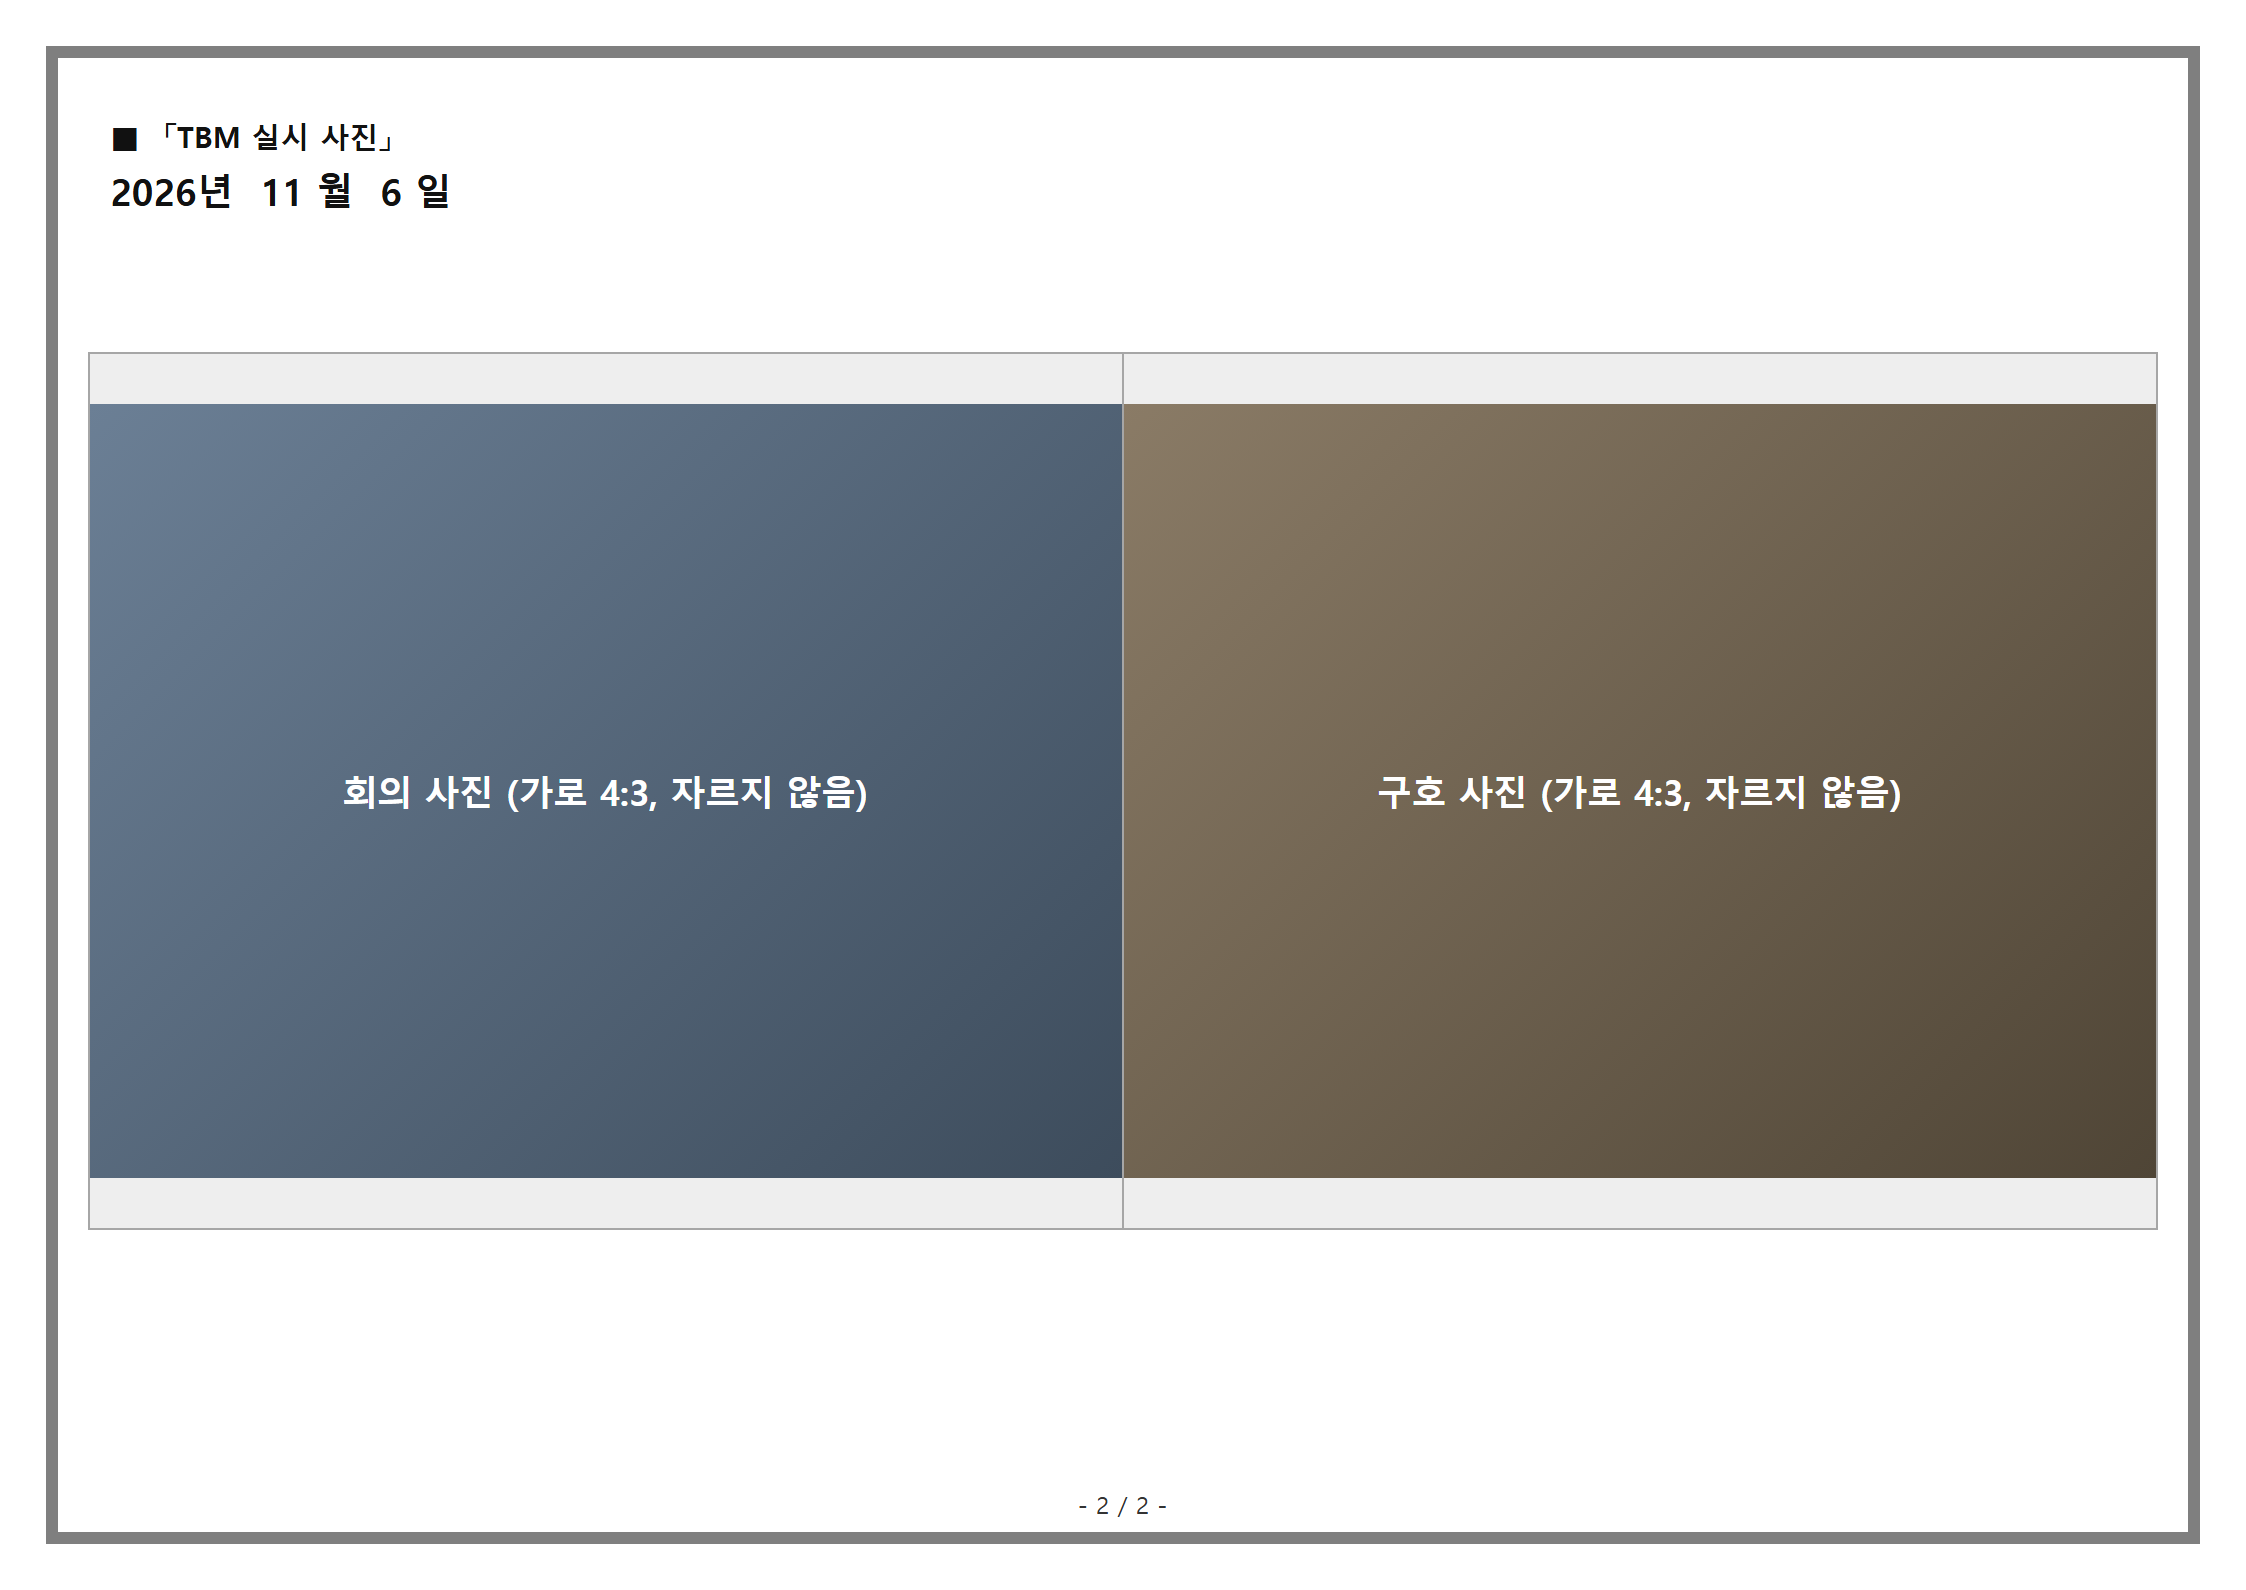 ■ 「TBM 실시 사진」
2026년 11 월 6 일
회의 사진 (가로 4:3, 자르지 않음)
구호 사진 (가로 4:3, 자르지 않음)
- 2 / 2 -